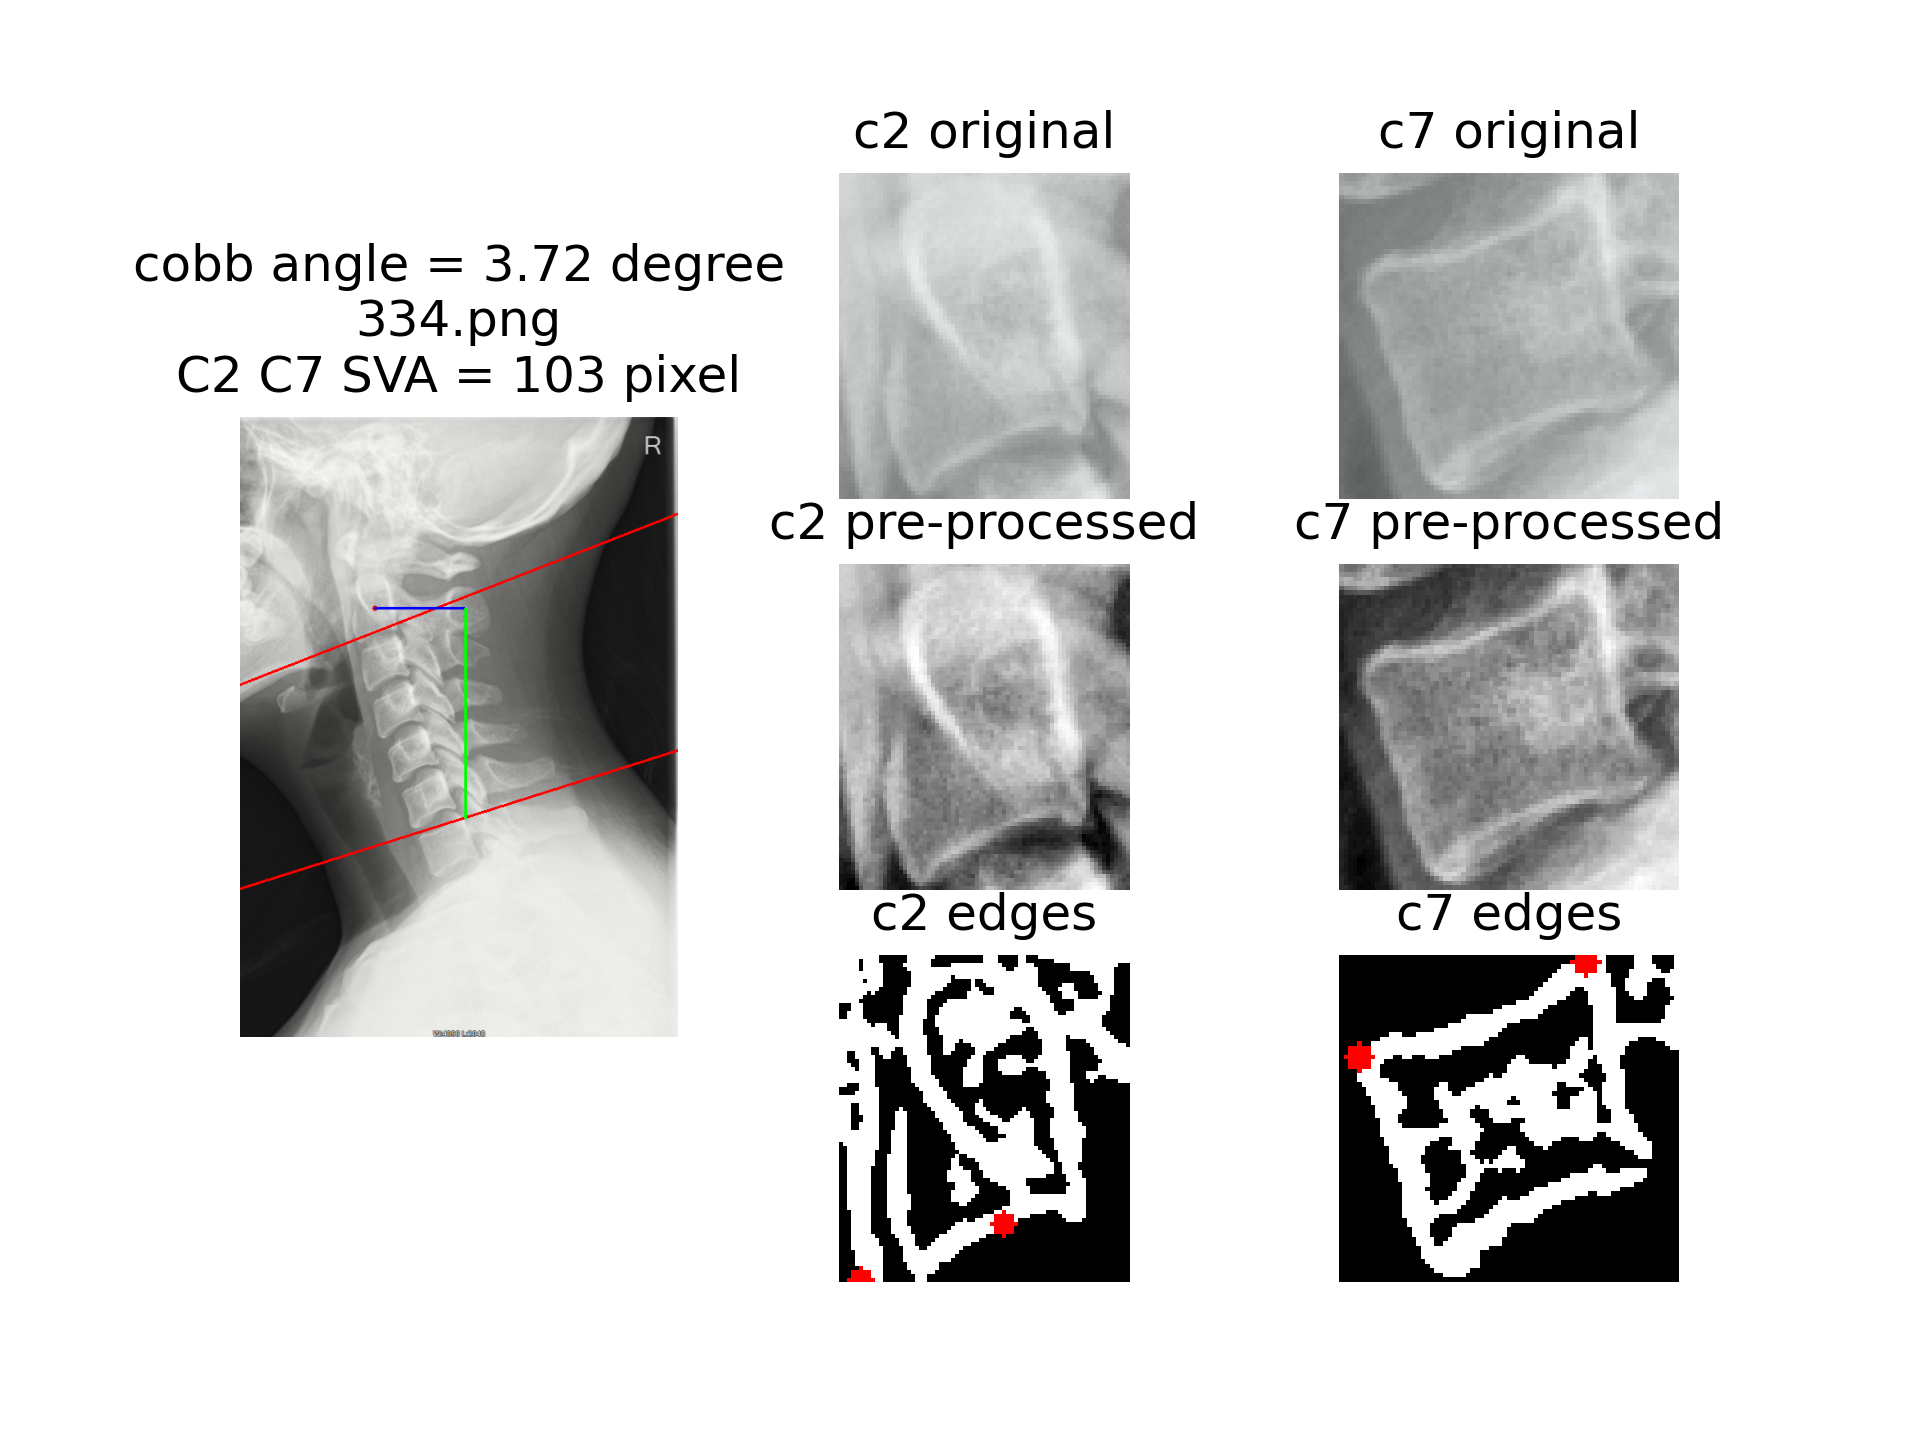 cobb angle = 3.72 degree
334.png
C2 C7 SVA = 103 pixel
R
c2 original
c7 original
c2 pre-processed
c7 pre-processed
c2 edges
c7 edges